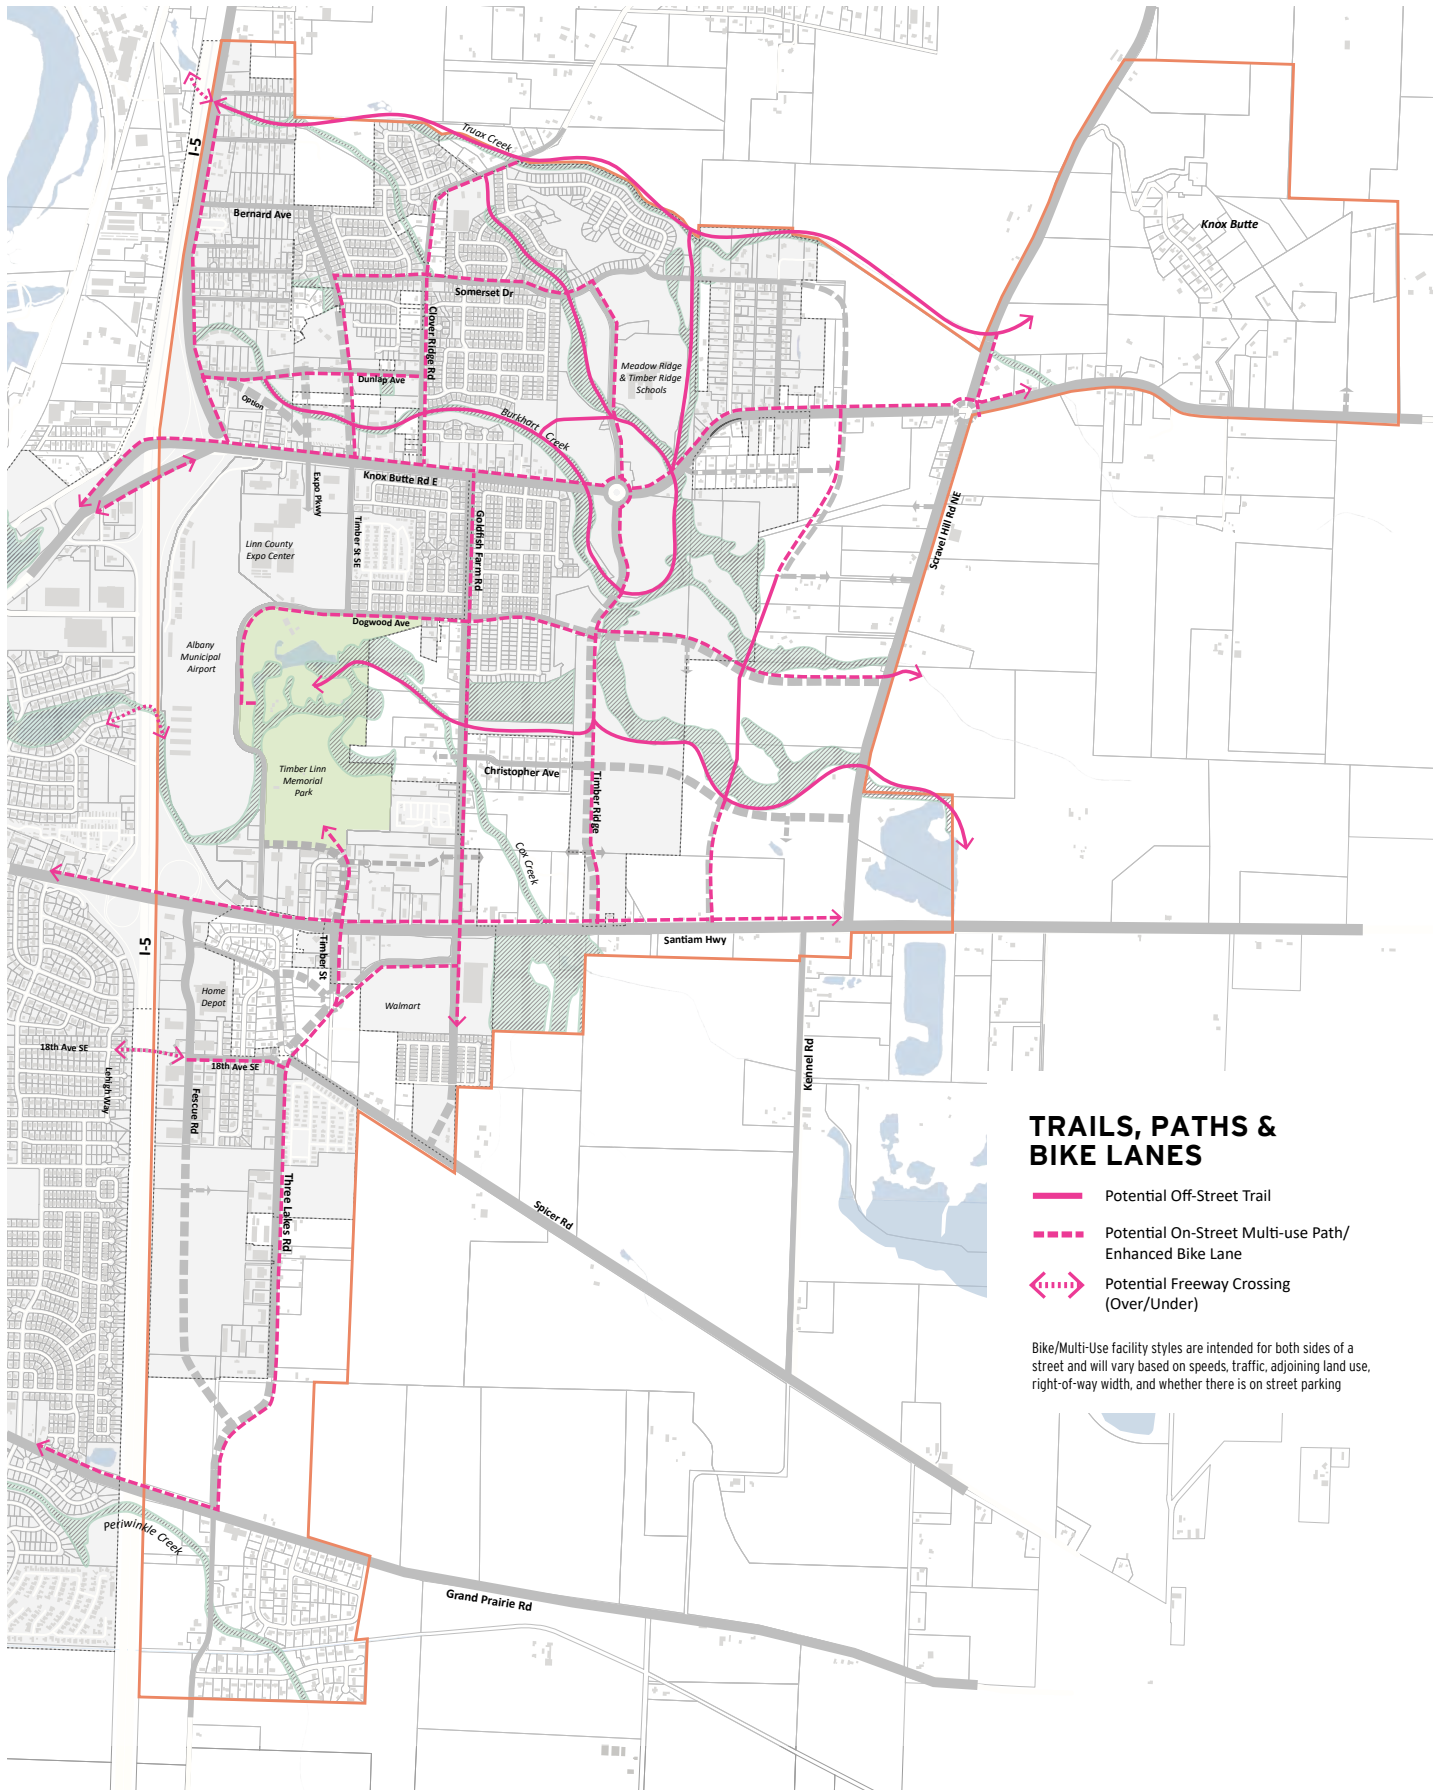 Truax Creek
I-5
Bernard Ave
Knox Butte
Somerset Dr
Clover Ridge Rd
Meadow Ridge
& Timber Ridge
Schools
Dunlap Ave
Option
Burkhart Creek
Knox Butte Rd E
Expo Pkwy
Timber St SE
Goldfish Farm Rd
Scravel Hill Rd NE
Linn County
Expo Center
Dogwood Ave
Albany
Municipal
Airport
Timber Linn
Memorial
Park
Christopher Ave
Timber Ridge
Cox Creek
Santiam Hwy
I-5
Timber St
Home
Depot
Walmart
18th Ave SE
18th Ave SE
Lehigh Way
Fescue Rd
Kennel Rd
Three Lakes Rd
Spicer Rd
TRAILS, PATHS &
BIKE LANES
Potential Off-Street Trail
Potential On-Street Multi-use Path/
Enhanced Bike Lane
Potential Freeway Crossing
(Over/Under)
Bike/Multi-Use facility styles are intended for both sides of a
street and will vary based on speeds, traffic, adjoining land use,
right-of-way width, and whether there is on street parking
Periwinkle Creek
Grand Prairie Rd